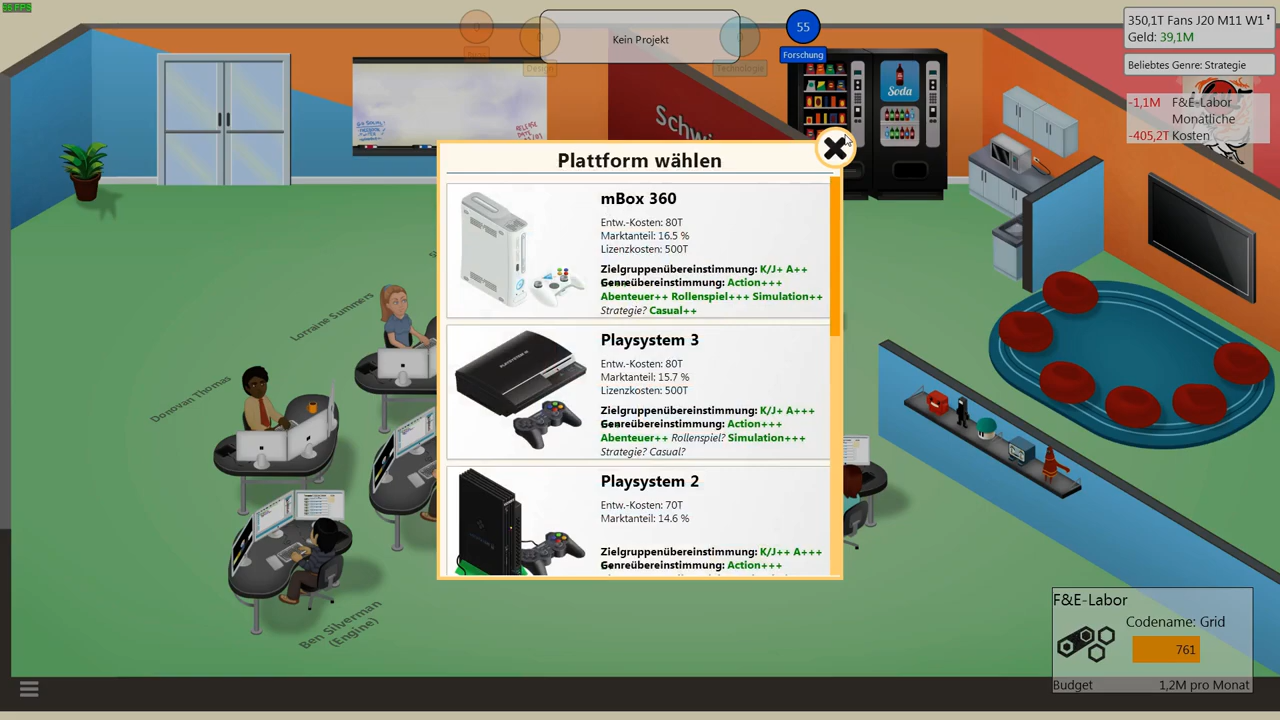 55 FPS
Kein Projekt
Design
Technologie
55
Forschung
350,1T Fans J20 M11 W1
Geld: 39,1M
Beliebtes Genre: Strategie
-1,1M F&E-Labor
Monatliche
-405,2T Kosten
Soda
Schwi
RELEASE
Plattform wählen
mBox 360
Entw.-Kosten: 80T
Marktanteil: 16.5 %
Lizenzkosten: 500T
Zielgruppenübereinstimmung: K/J+ A++
Genreübereinstimmung: Action+++
Abenteuer++ Rollenspiel+++ Simulation++
Strategie? Casual++
Playsystem 3
Entw.-Kosten: 80T
Marktanteil: 15.7 %
Lizenzkosten: 500T
Zielgruppenübereinstimmung: K/J+ A+++
Genreübereinstimmung: Action+++
Abenteuer++ Rollenspiel? Simulation+++
Strategie? Casual?
Playsystem 2
Entw.-Kosten: 70T
Marktanteil: 14.6 %
Zielgruppenübereinstimmung: K/J++ A+++
Genreübereinstimmung: Action+++
Lorraine Summers
Donovan Thomas
Ben Silverman
(Engine)
F&E-Labor
Codename: Grid
761
Budget 1,2M pro Monat